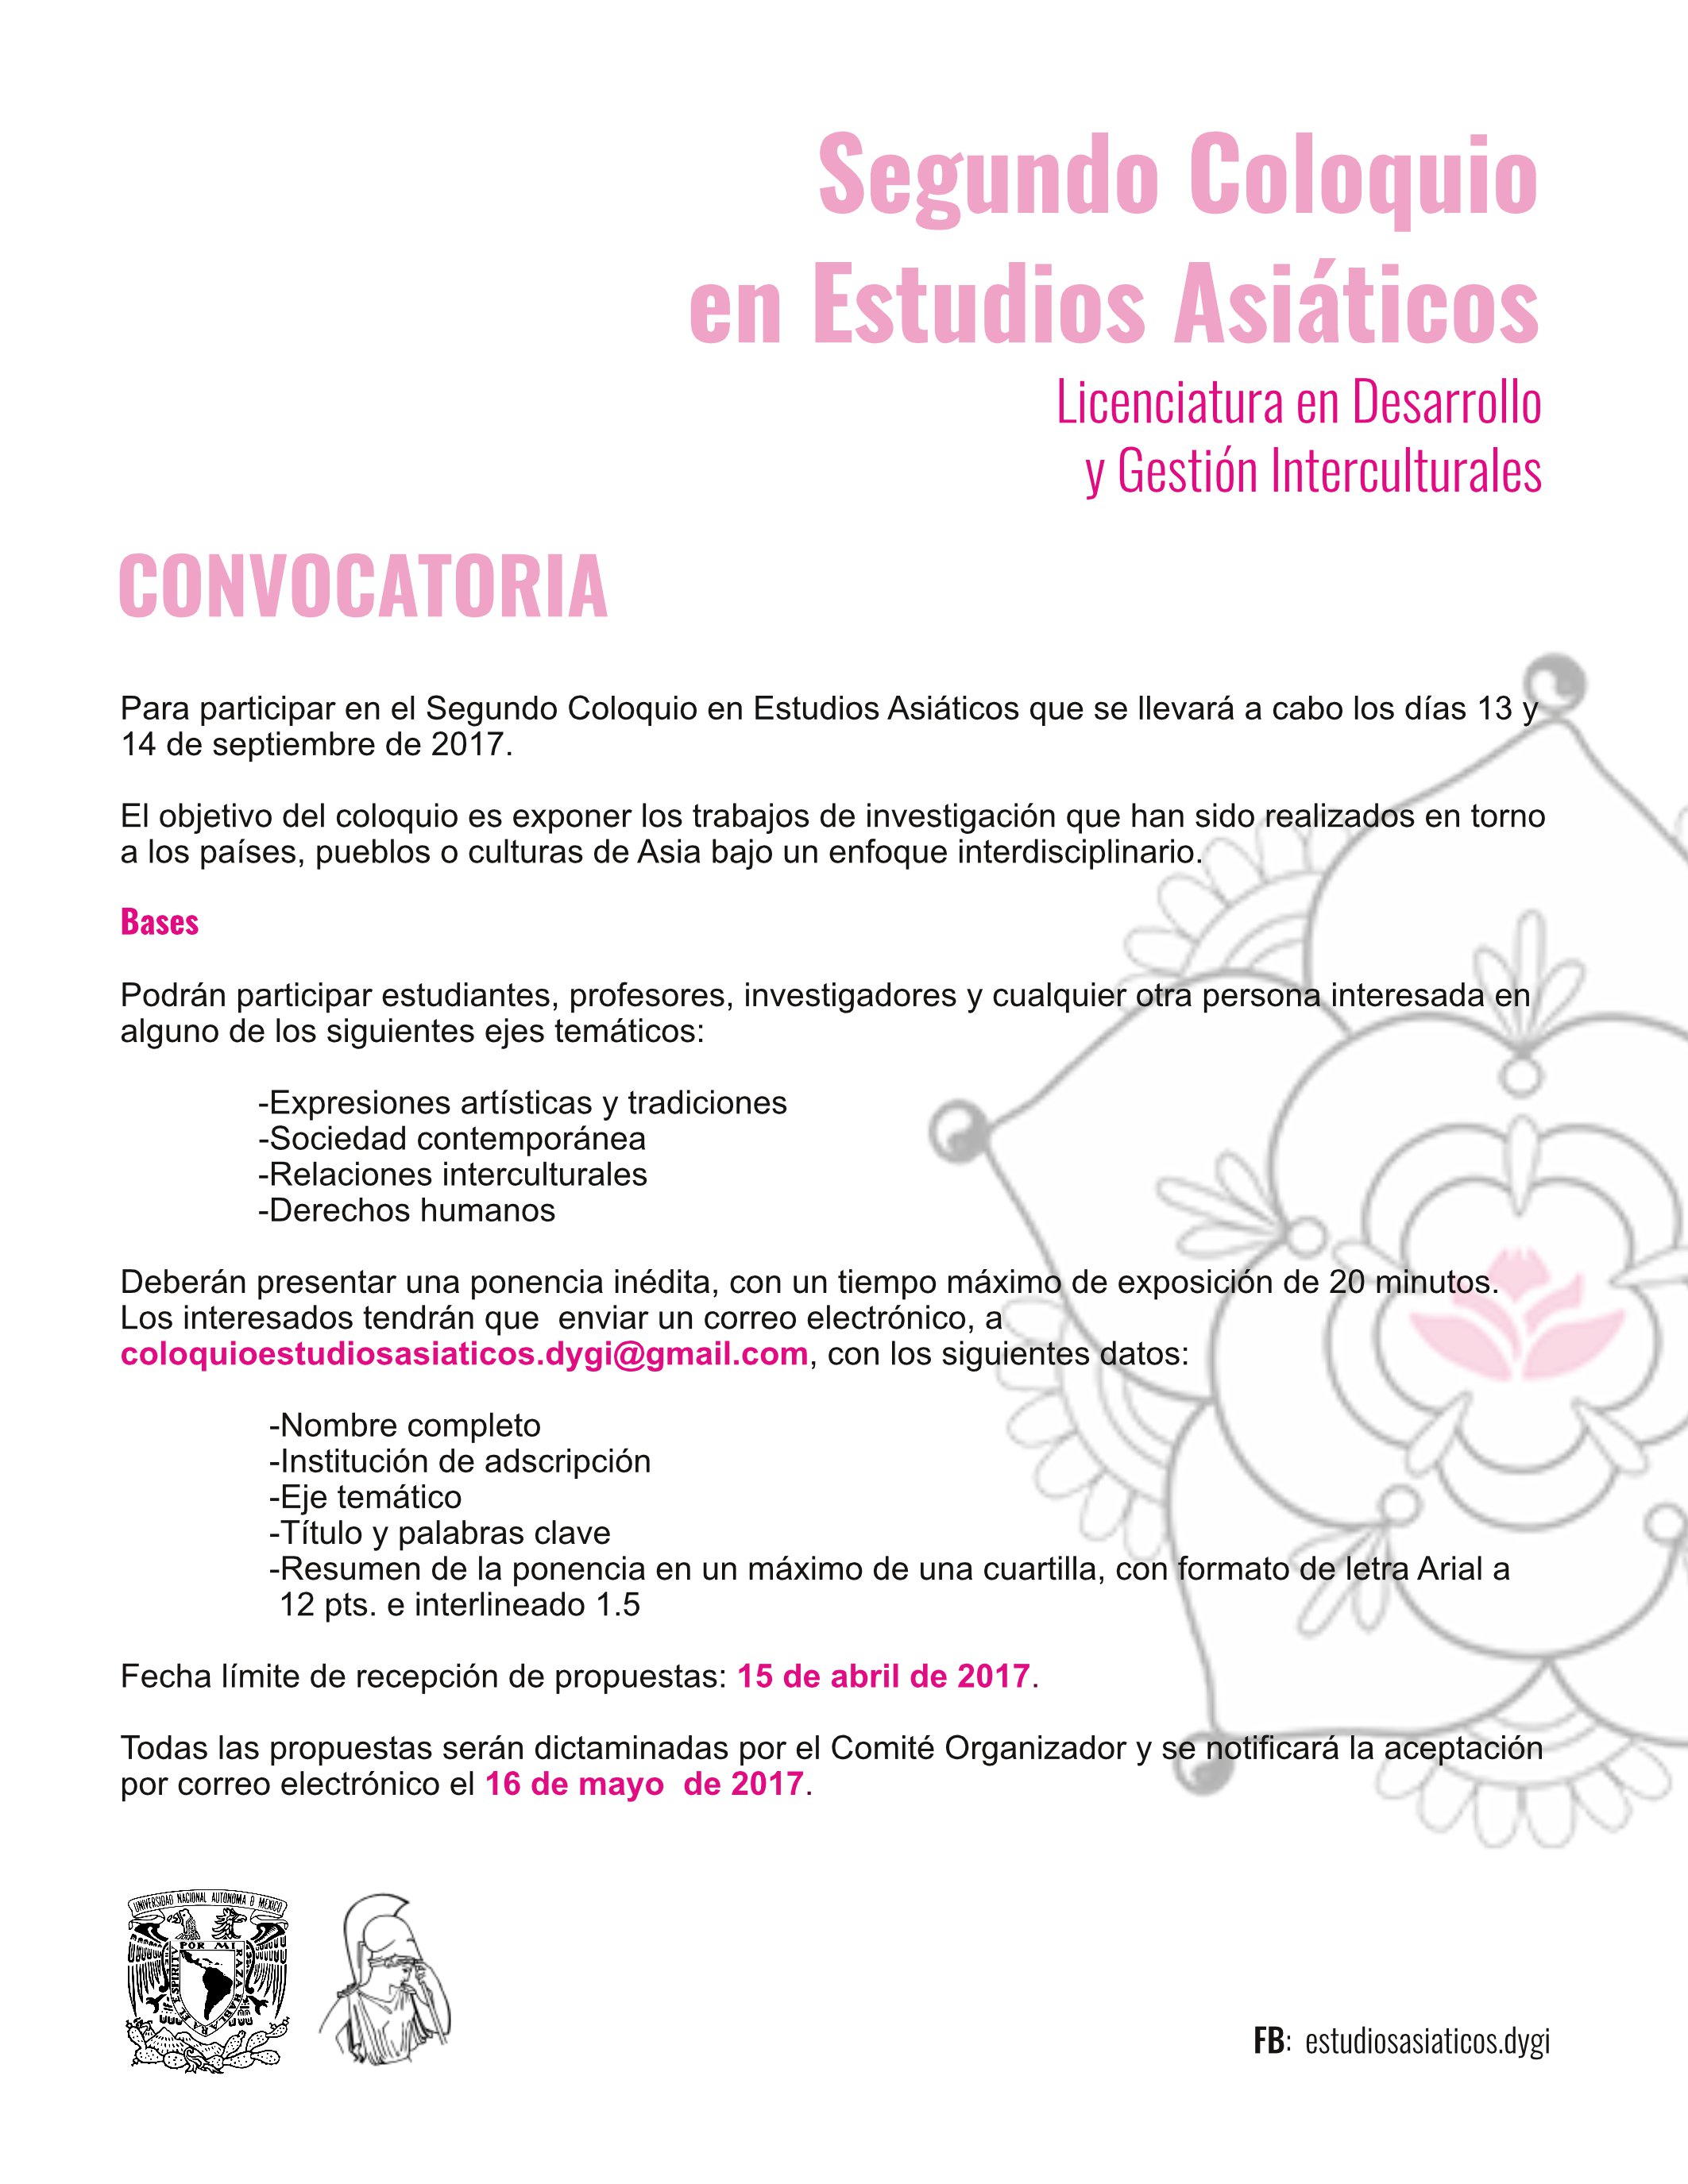 Segundo Coloquio
en Estudios Asiáticos
Licenciatura en Desarrollo
y Gestión Interculturales
CONVOCATORIA
Para participar en el Segundo Coloquio en Estudios Asiáticos que se llevará a cabo los días 13 y
14 de septiembre de 2017.
El objetivo del coloquio es exponer los trabajos de investigación que han sido realizados en torno
a los países, pueblos o culturas de Asia bajo un enfoque interdisciplinario.
Bases
Podrán participar estudiantes, profesores, investigadores y cualquier otra persona interesada en
alguno de los siguientes ejes temáticos:
-Expresiones artísticas y tradiciones
-Sociedad contemporánea
-Relaciones interculturales
-Derechos humanos
Deberán presentar una ponencia inédita, con un tiempo máximo de exposición de 20 minutos.
Los interesados tendrán que  enviar un correo electrónico, a
coloquioestudiosasiaticos.dygi@gmail.com, con los siguientes datos:
-Nombre completo
-Institución de adscripción
-Eje temático
-Título y palabras clave
-Resumen de la ponencia en un máximo de una cuartilla, con formato de letra Arial a
12 pts. e interlineado 1.5
Fecha límite de recepción de propuestas: 15 de abril de 2017.
Todas las propuestas serán dictaminadas por el Comité Organizador y se notificará la aceptación
por correo electrónico el 16 de mayo  de 2017.
UNIVERSIDAD NACIONAL AUTONOMA D MEXICO
POR MI RAZA HABLARA EL ESPIRITU
FB: estudiosasiaticos.dygi